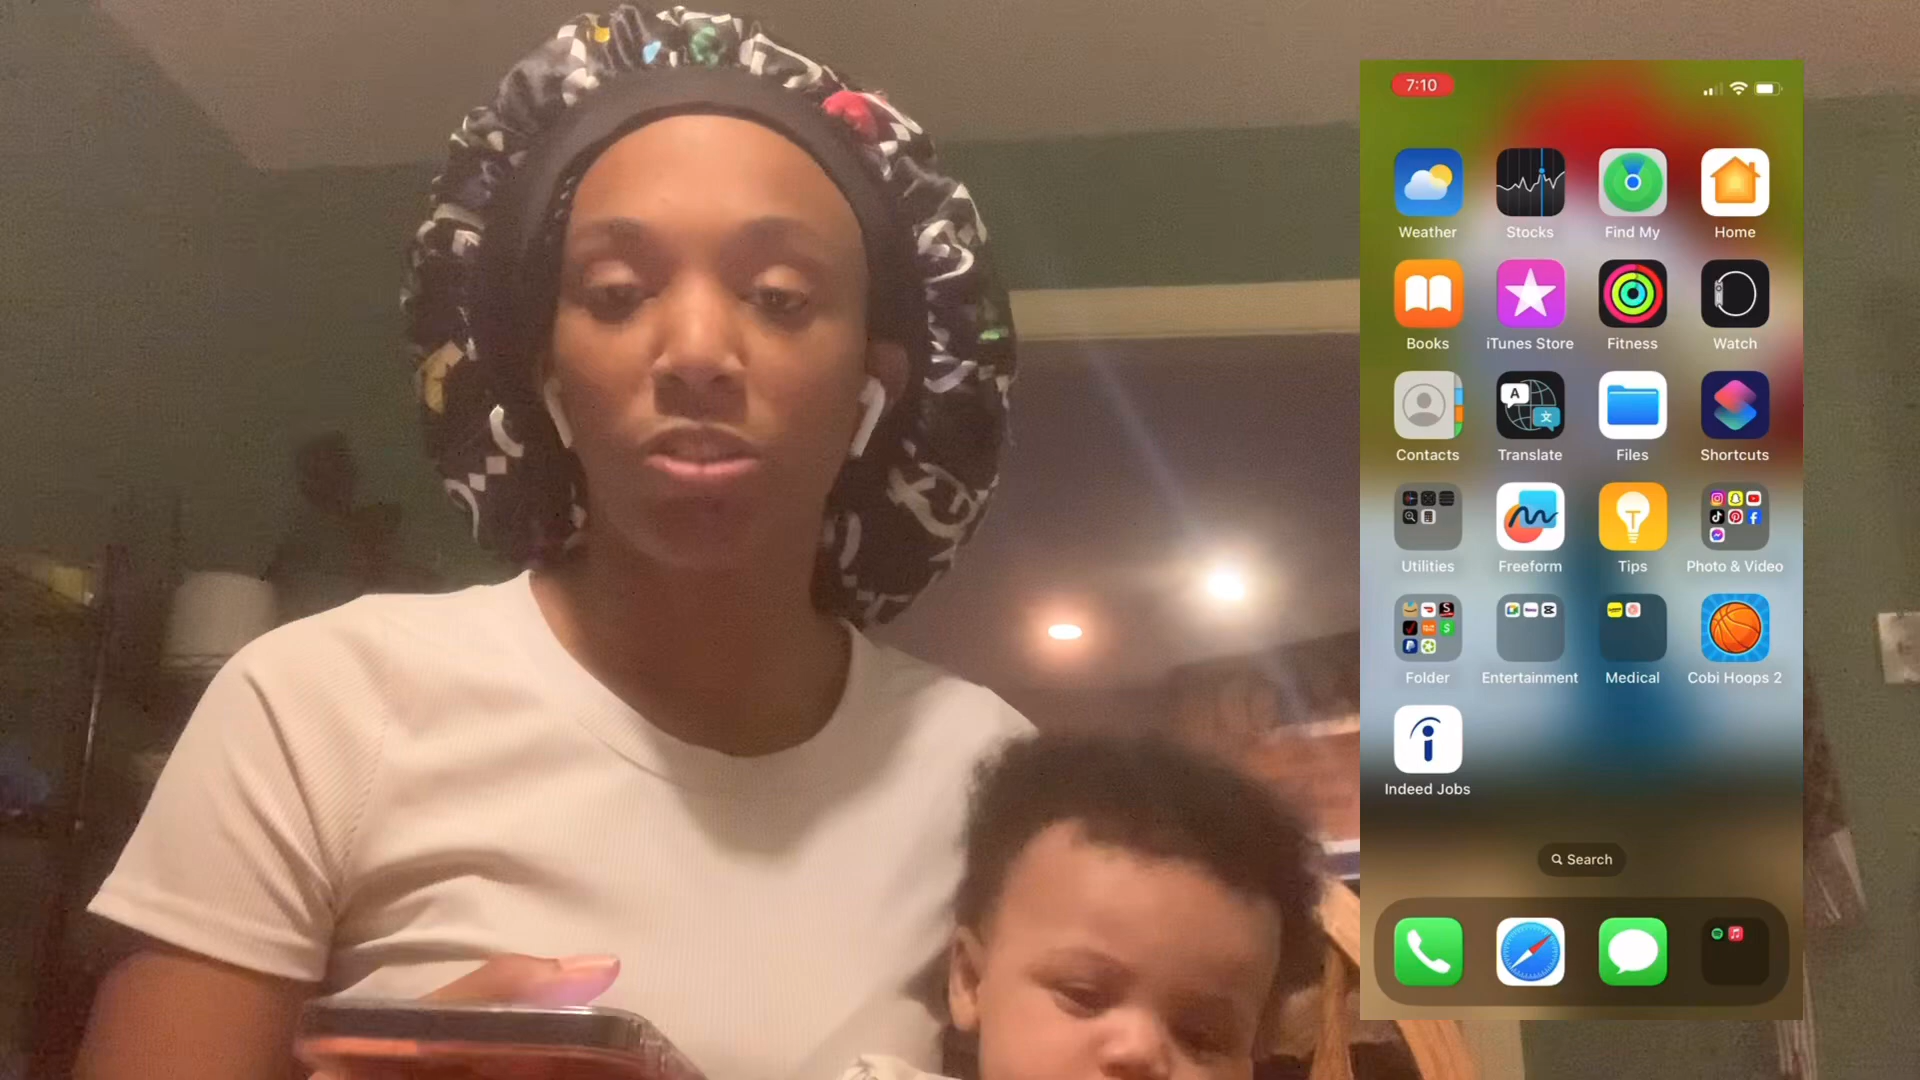 7:10
Weather Stocks Find My Home
Books iTunes Store Fitness Watch
A 文
Contacts Translate Files Shortcuts
Utilities Freeform Tips Photo & Video
Folder Entertainment Medical Cobi Hoops 2
Indeed Jobs
Search